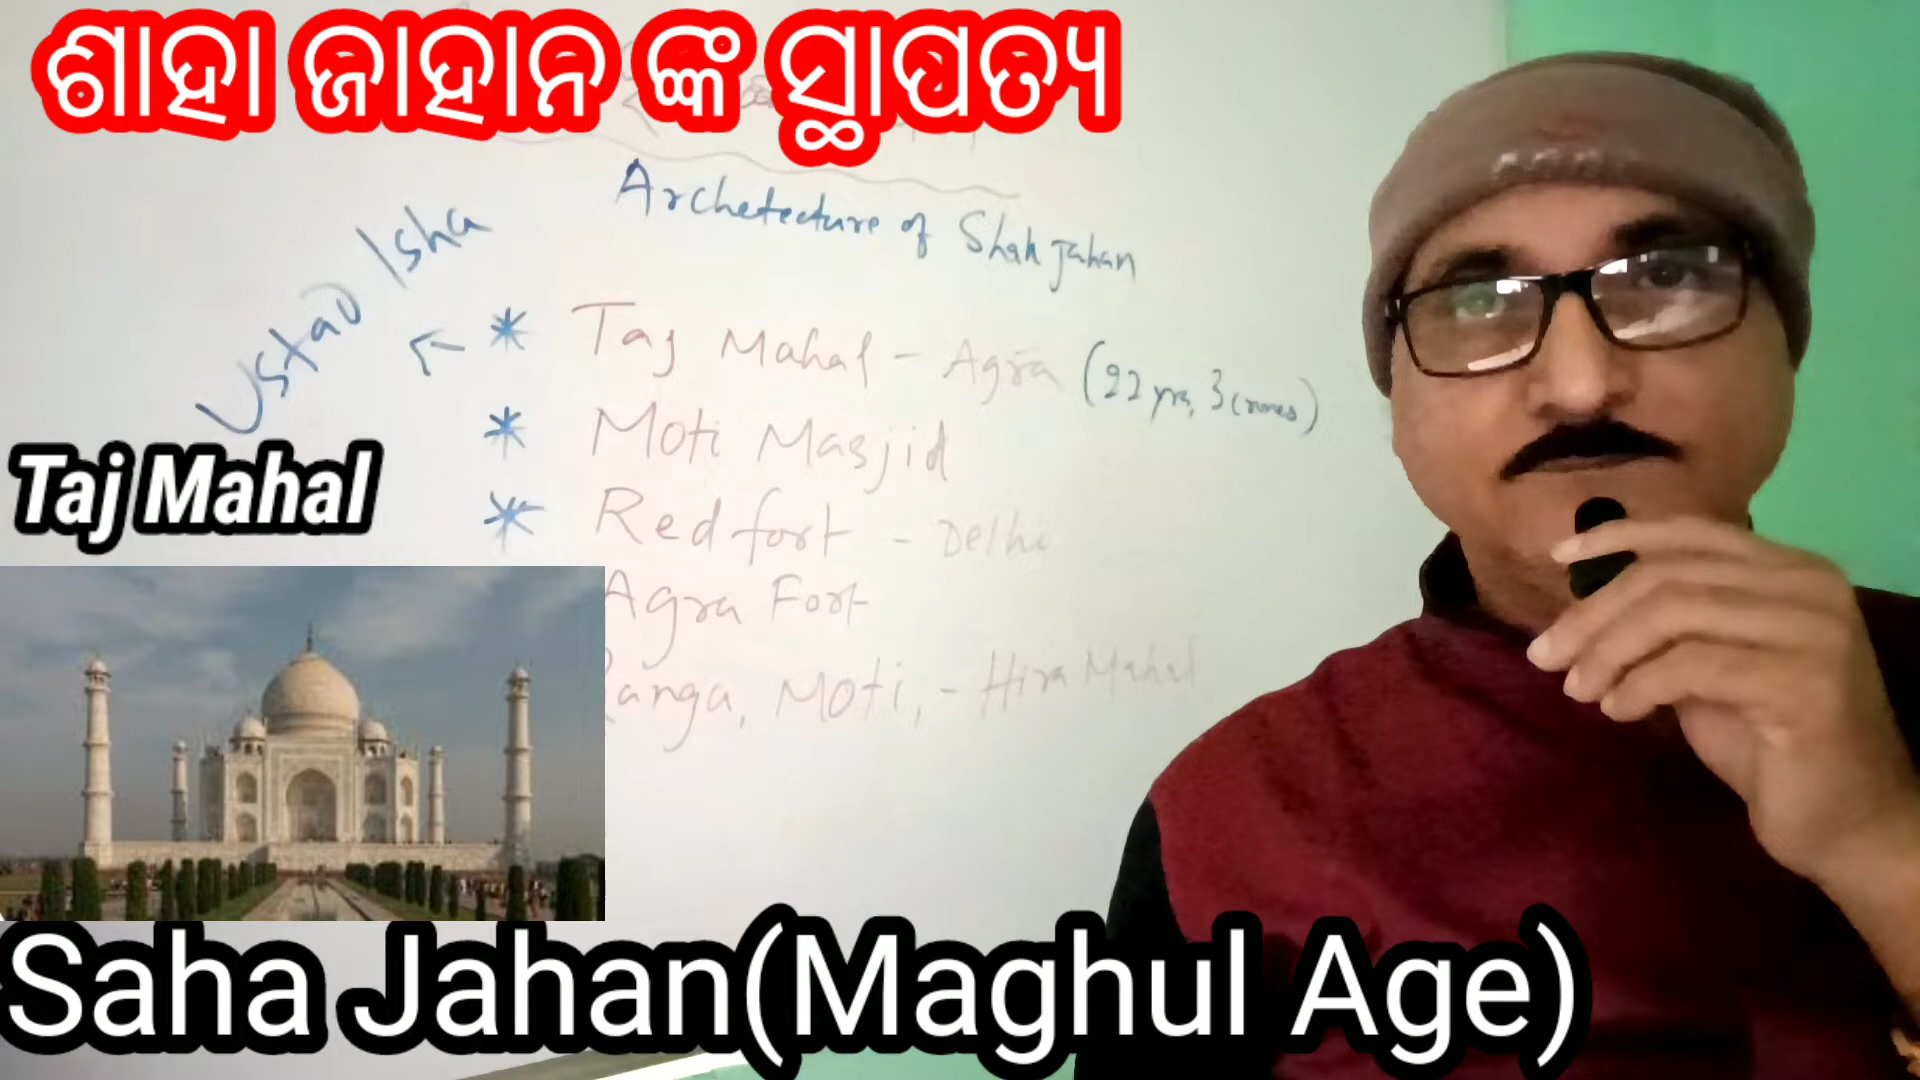 ଶାହା ଜାହାନ ଙ୍କ ସ୍ଥାପତ୍ୟ
Archetecture of Shah Jahan
Ustad Isha
* Taj Mahal - Agra (22 yrs, 3 crores)
* Moti Masjid
* Red fort - Delhi
Agra Fort
Ranga, Moti, - Hira Mahal
Taj Mahal
Saha Jahan(Maghul Age)